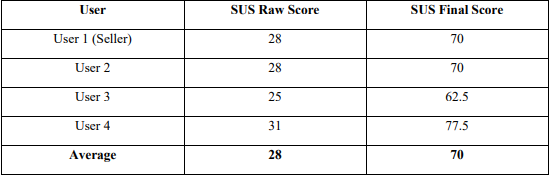 User SUS Raw Score SUS Final Score
User 1 (Seller) 28 70
User 2 28 70
User 3 25 62.5
User 4 31 77.5
Average 28 70